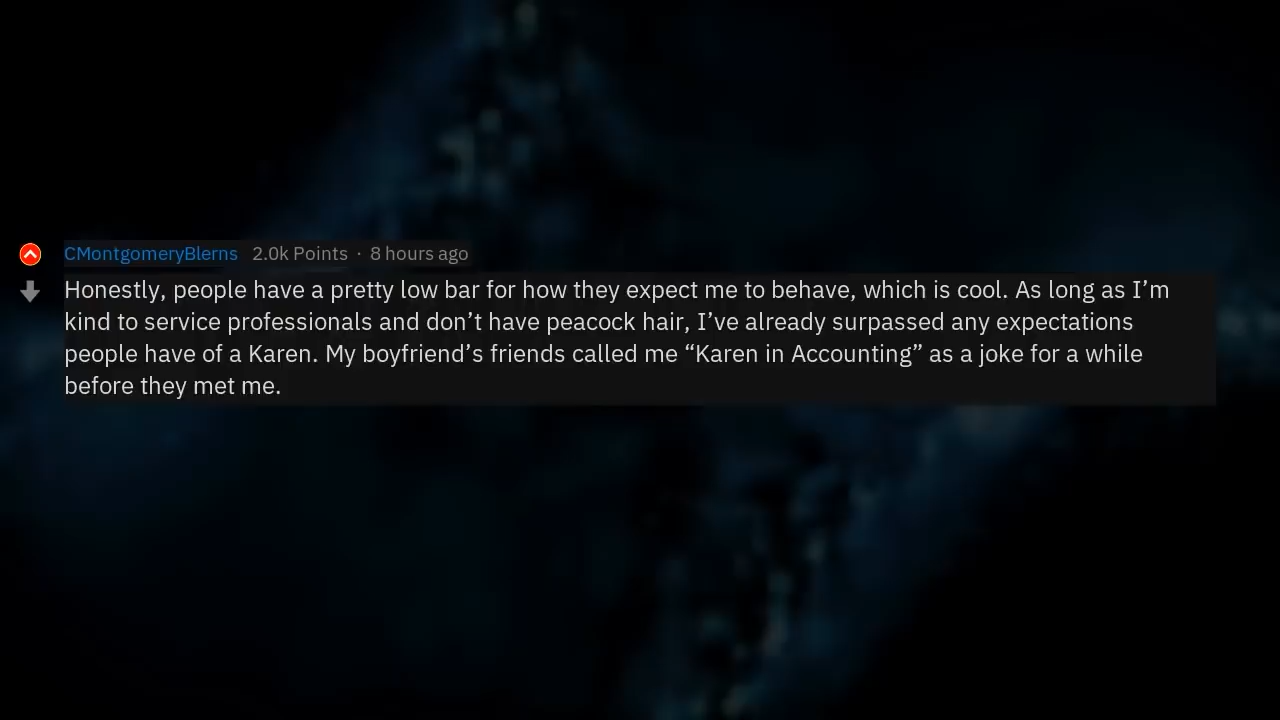 CMontgomeryBlerns 2.0k Points · 8 hours ago
Honestly, people have a pretty low bar for how they expect me to behave, which is cool. As long as I’m
kind to service professionals and don’t have peacock hair, I’ve already surpassed any expectations
people have of a Karen. My boyfriend’s friends called me “Karen in Accounting” as a joke for a while
before they met me.